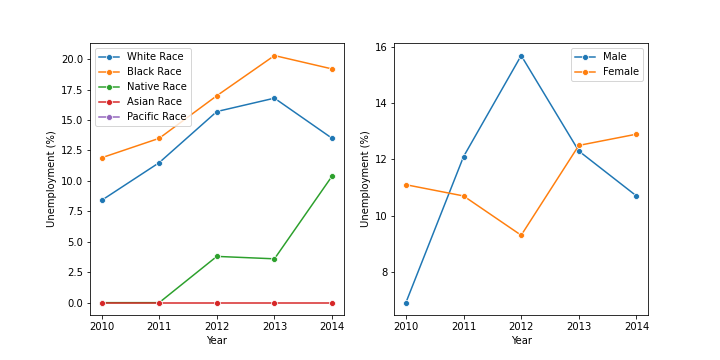 White Race
Black Race
Native Race
Asian Race
Pacific Race
20.0
17.5
15.0
12.5
10.0
7.5
5.0
2.5
0.0
Unemployment (%)
2010 2011 2012 2013 2014
Year
Male
Female
16
14
12
10
8
Unemployment (%)
2010 2011 2012 2013 2014
Year